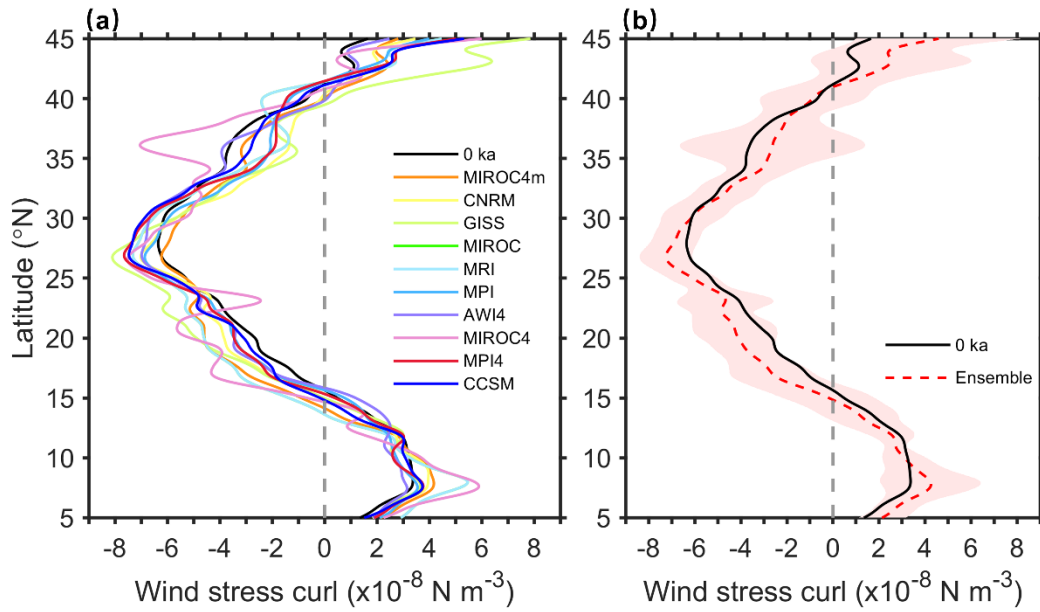 (a)
45
40
35
30
25
20
15
10
5
Latitude (°N)
0 ka
MIROC4m
CNRM
GISS
MIROC
MRI
MPI
AWI4
MIROC4
MPI4
CCSM
-8 -6 -4 -2 0 2 4 6 8
Wind stress curl (x10⁻⁸ N m⁻³)
(b)
45
40
35
30
25
20
15
10
5
0 ka
Ensemble
-8 -6 -4 -2 0 2 4 6 8
Wind stress curl (x10⁻⁸ N m⁻³)